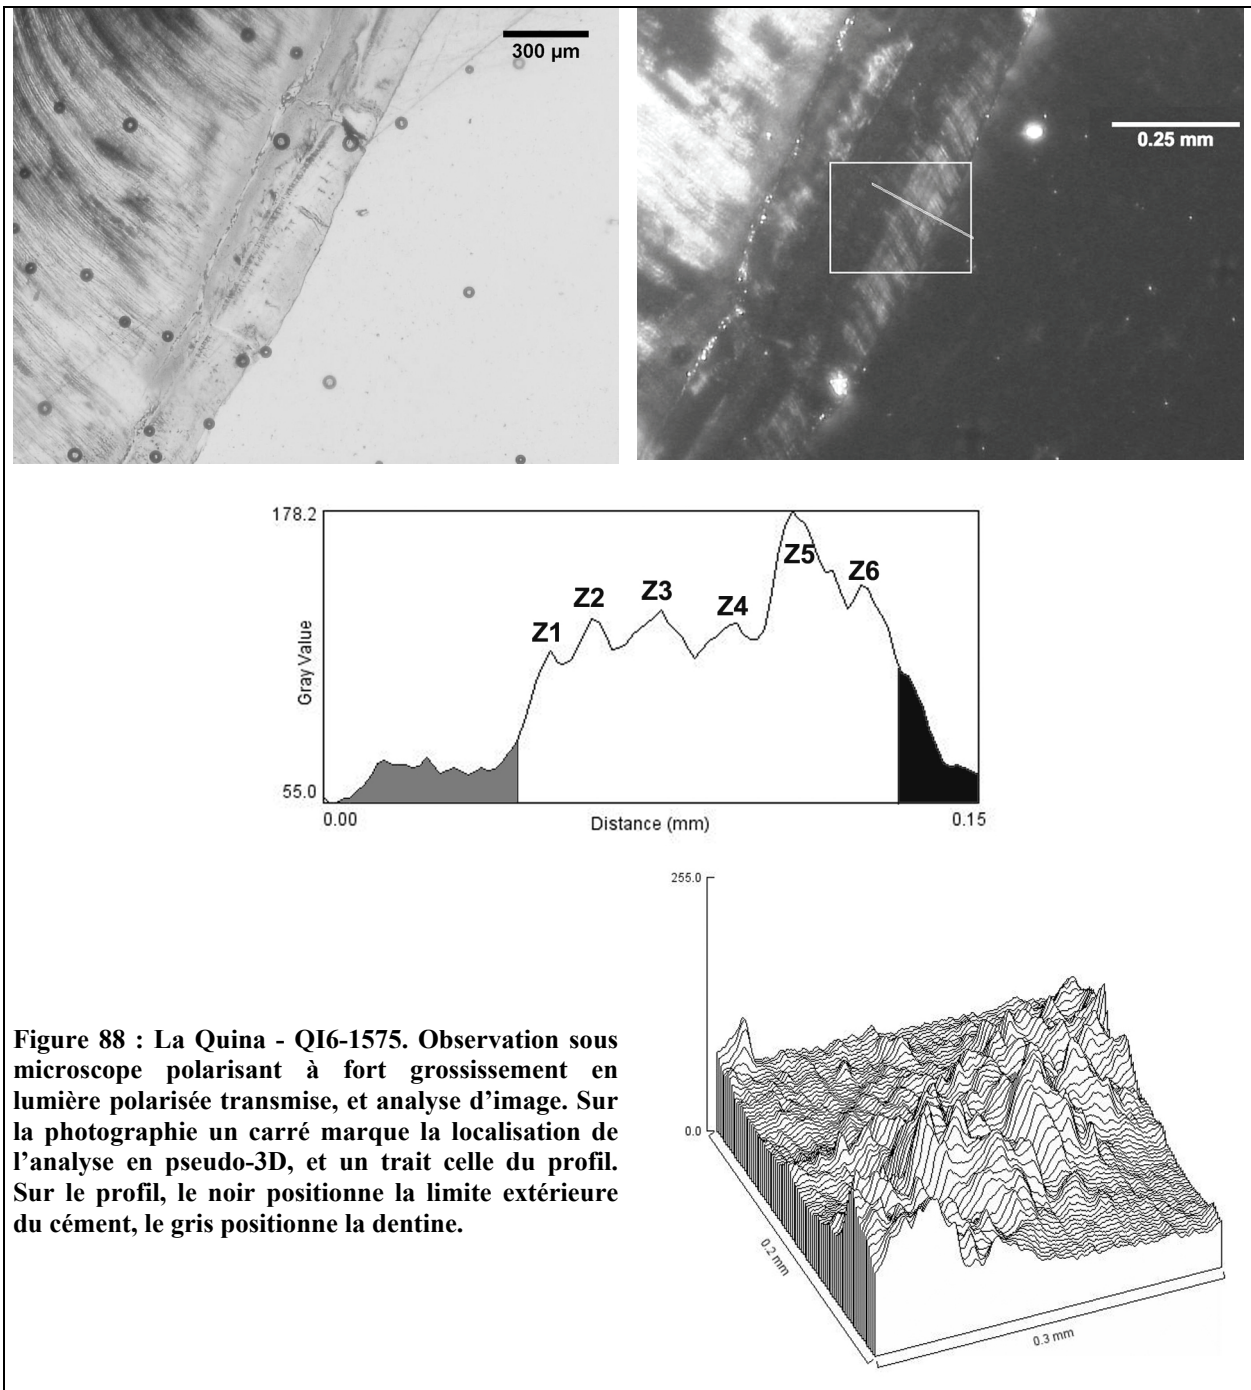 300 µm
0.25 mm
178.2
Z1
Z2
Z3
Z4
Z5
Z6
Gray Value
55.0
0.00
Distance (mm)
0.15
255.0
0.0
0.2 mm
0.3 mm
Figure 88 : La Quina - QI6-1575. Observation sous
microscope polarisant à fort grossissement en
lumière polarisée transmise, et analyse d’image. Sur
la photographie un carré marque la localisation de
l’analyse en pseudo-3D, et un trait celle du profil.
Sur le profil, le noir positionne la limite extérieure
du cément, le gris positionne la dentine.